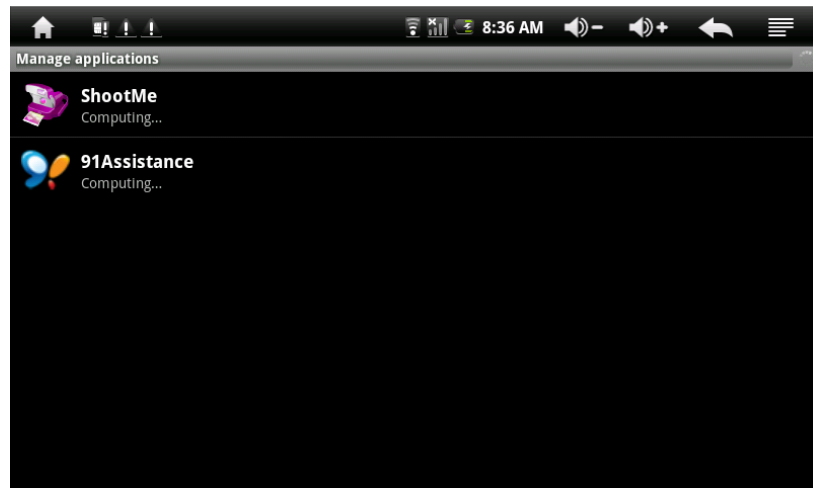 8:36 AM
Manage applications
ShootMe
Computing...
91Assistance
Computing...